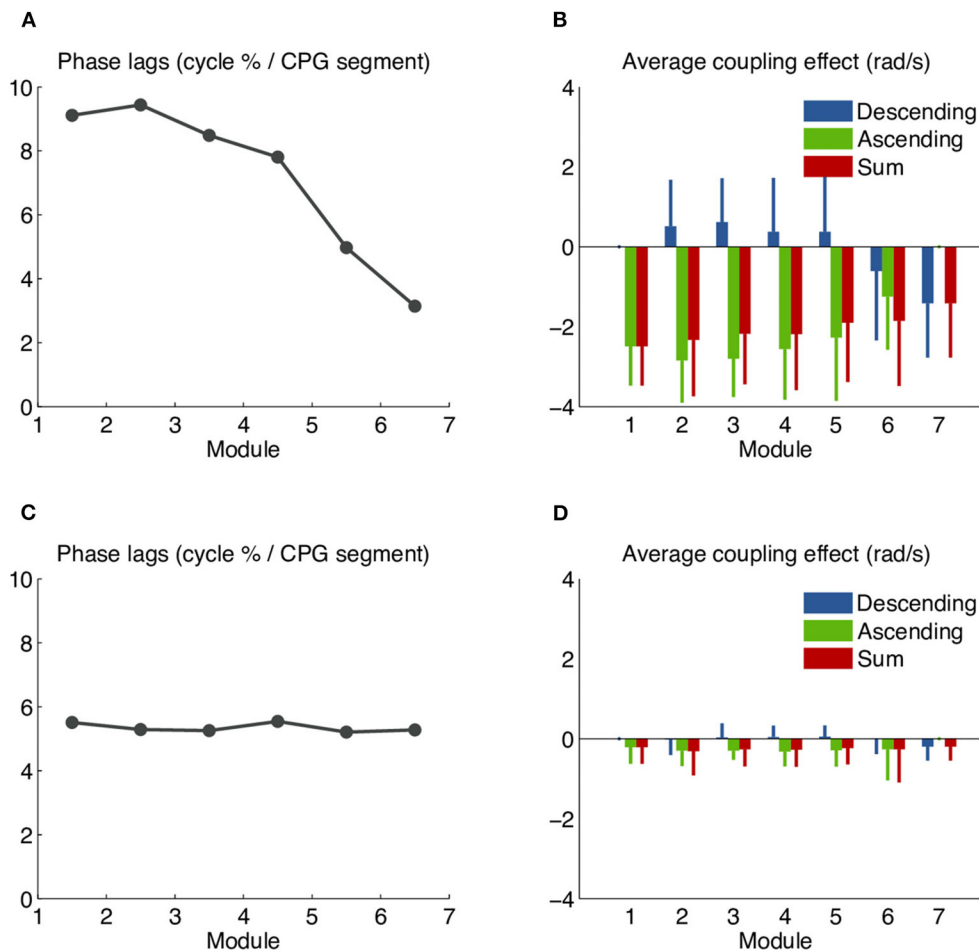 A
Phase lags (cycle % / CPG segment)
10
8
6
4
2
0
1 2 3 4 5 6 7
Module
B
Average coupling effect (rad/s)
4
2
0
−2
−4
Descending
Ascending
Sum
1 2 3 4 5 6 7
Module
C
Phase lags (cycle % / CPG segment)
10
8
6
4
2
0
1 2 3 4 5 6 7
Module
D
Average coupling effect (rad/s)
4
2
0
−2
−4
Descending
Ascending
Sum
1 2 3 4 5 6 7
Module